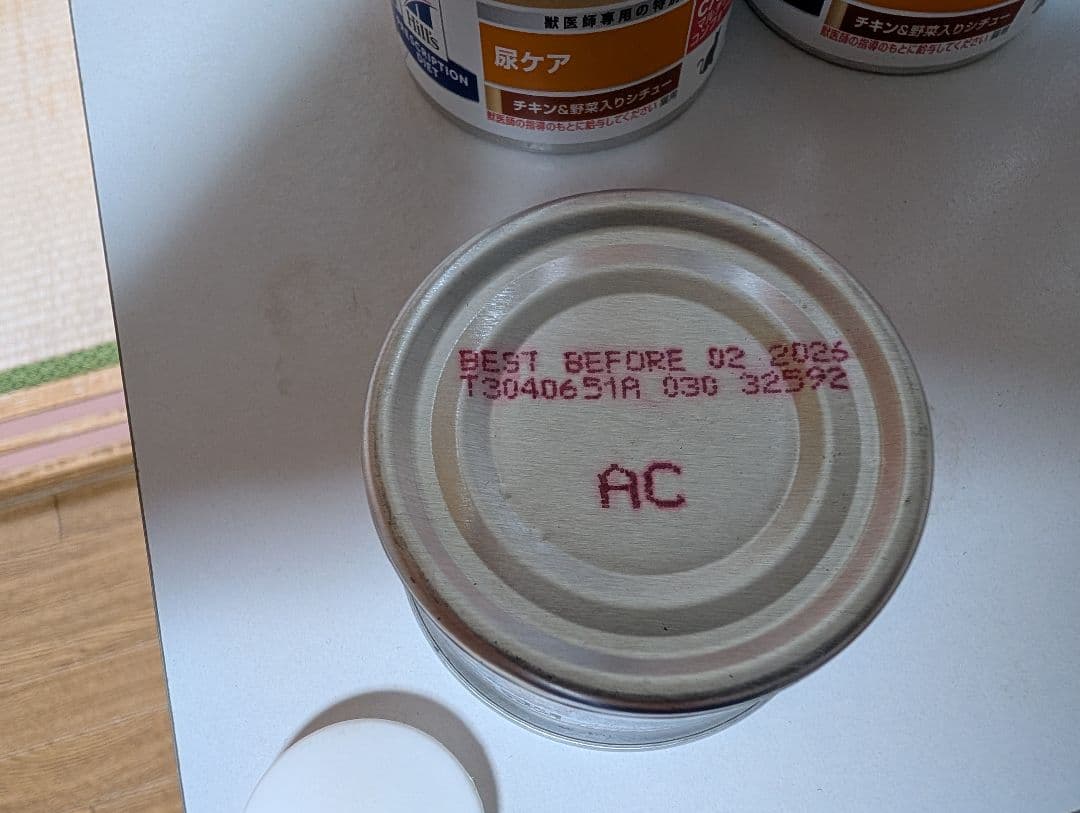 獣医師専用の特別
Hill's
PRESCRIPTION
DIET
尿ケア
チキン&野菜入りシチュー
獣医師の指導のもとに給与してください
チキン&野菜入りシチュー
獣医師の指導のもとに給与してください
BEST BEFORE 02 2026
T3040651A 030 32592
AC